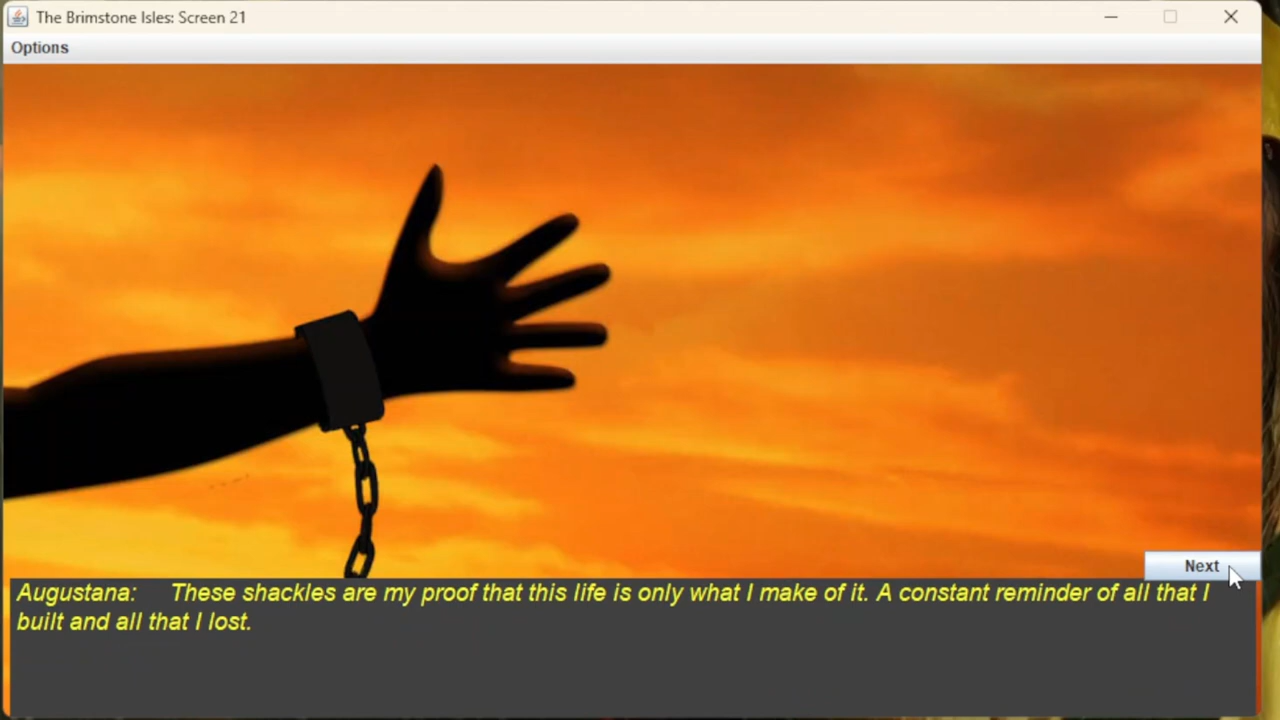 The Brimstone Isles: Screen 21
Options
Next
Augustana: These shackles are my proof that this life is only what I make of it. A constant reminder of all that I
built and all that I lost.